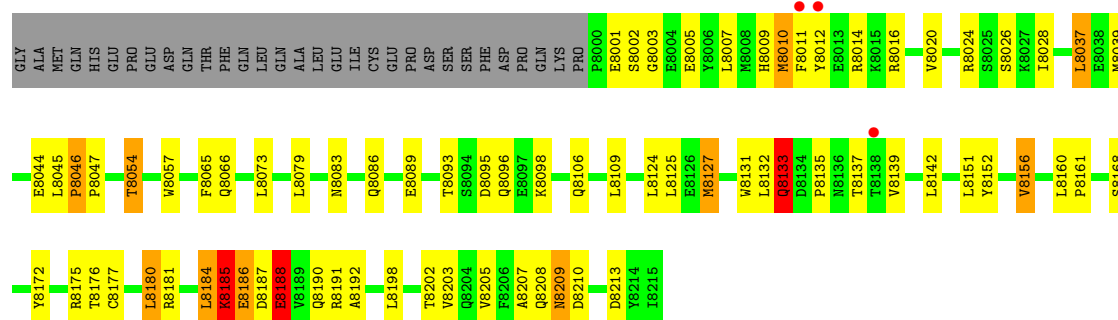 GLY ALA MET GLN HIS GLU PRO GLU ASP GLN THR PHE GLN LEU GLN ALA LEU GLU ILE CYS GLU PRO ASP SER SER PHE ASP PRO GLN LYS PRO P8000 E8001 S8002 G8003 E8004 E8005 Y8006 L8007 M8008 H8009 M8010 F8011 Y8012 E8013 R8014 K8015 R8016 V8020 R8024 S8025 S8026 K8027 I8028 L8037 E8038 M8039
E8044 L8045 P8046 P8047 T8054 W8057 F8065 Q8066 L8073 L8079 N8083 Q8086 E8089 T8093 S8094 D8095 Q8096 E8097 K8098 Q8106 L8109 L8124 L8125 E8126 M8127 W8131 L8132 Q8133 D8134 P8135 N8136 T8137 T8138 V8139 L8142 L8151 Y8152 V8156 L8160 P8161 S8168
Y8172 R8175 T8176 C8177 L8180 R8181 L8184 K8185 E8186 D8187 E8188 V8189 Q8190 R8191 A8192 L8198 T8202 V8203 Q8204 V8205 F8206 A8207 Q8208 N8209 D8210 D8213 Y8214 I8215